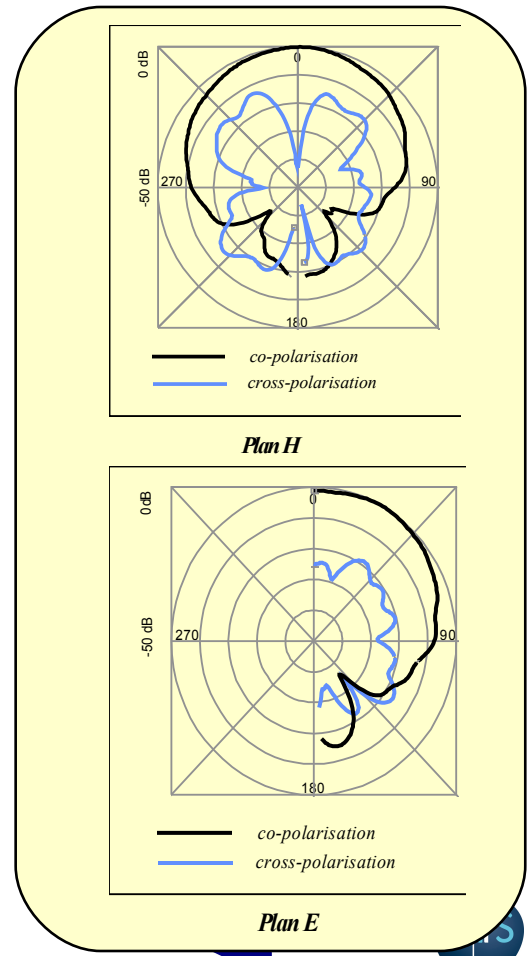 0 dB
0
-50 dB
270
90
180
co-polarisation
cross-polarisation
Plan H
0 dB
0
-50 dB
270
90
180
co-polarisation
cross-polarisation
Plan E